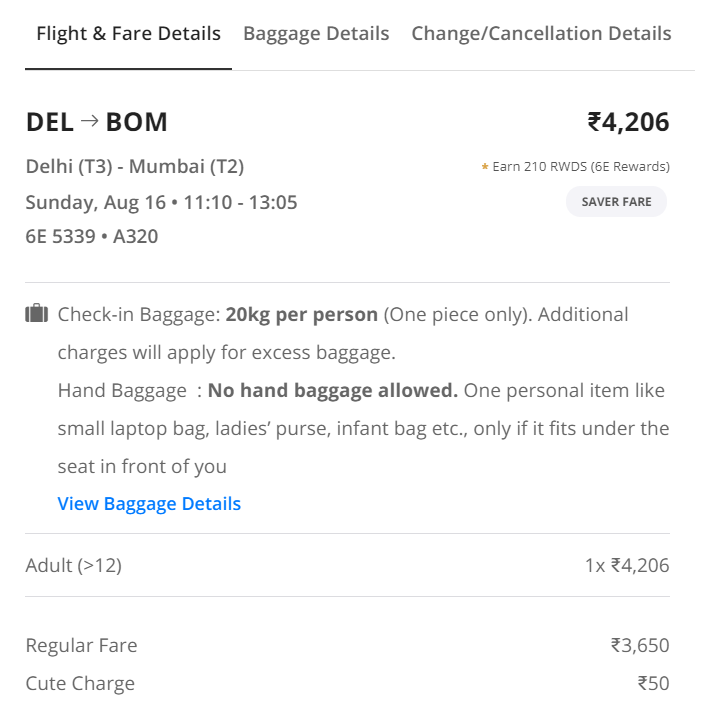 Flight & Fare Details Baggage Details Change/Cancellation Details
DEL → BOM ₹4,206
Delhi (T3) - Mumbai (T2) ★ Earn 210 RWDS (6E Rewards)
Sunday, Aug 16 • 11:10 - 13:05 SAVER FARE
6E 5339 • A320
Check-in Baggage: 20kg per person (One piece only). Additional
charges will apply for excess baggage.
Hand Baggage : No hand baggage allowed. One personal item like
small laptop bag, ladies’ purse, infant bag etc., only if it fits under the
seat in front of you
View Baggage Details
Adult (>12) 1x ₹4,206
Regular Fare ₹3,650
Cute Charge ₹50